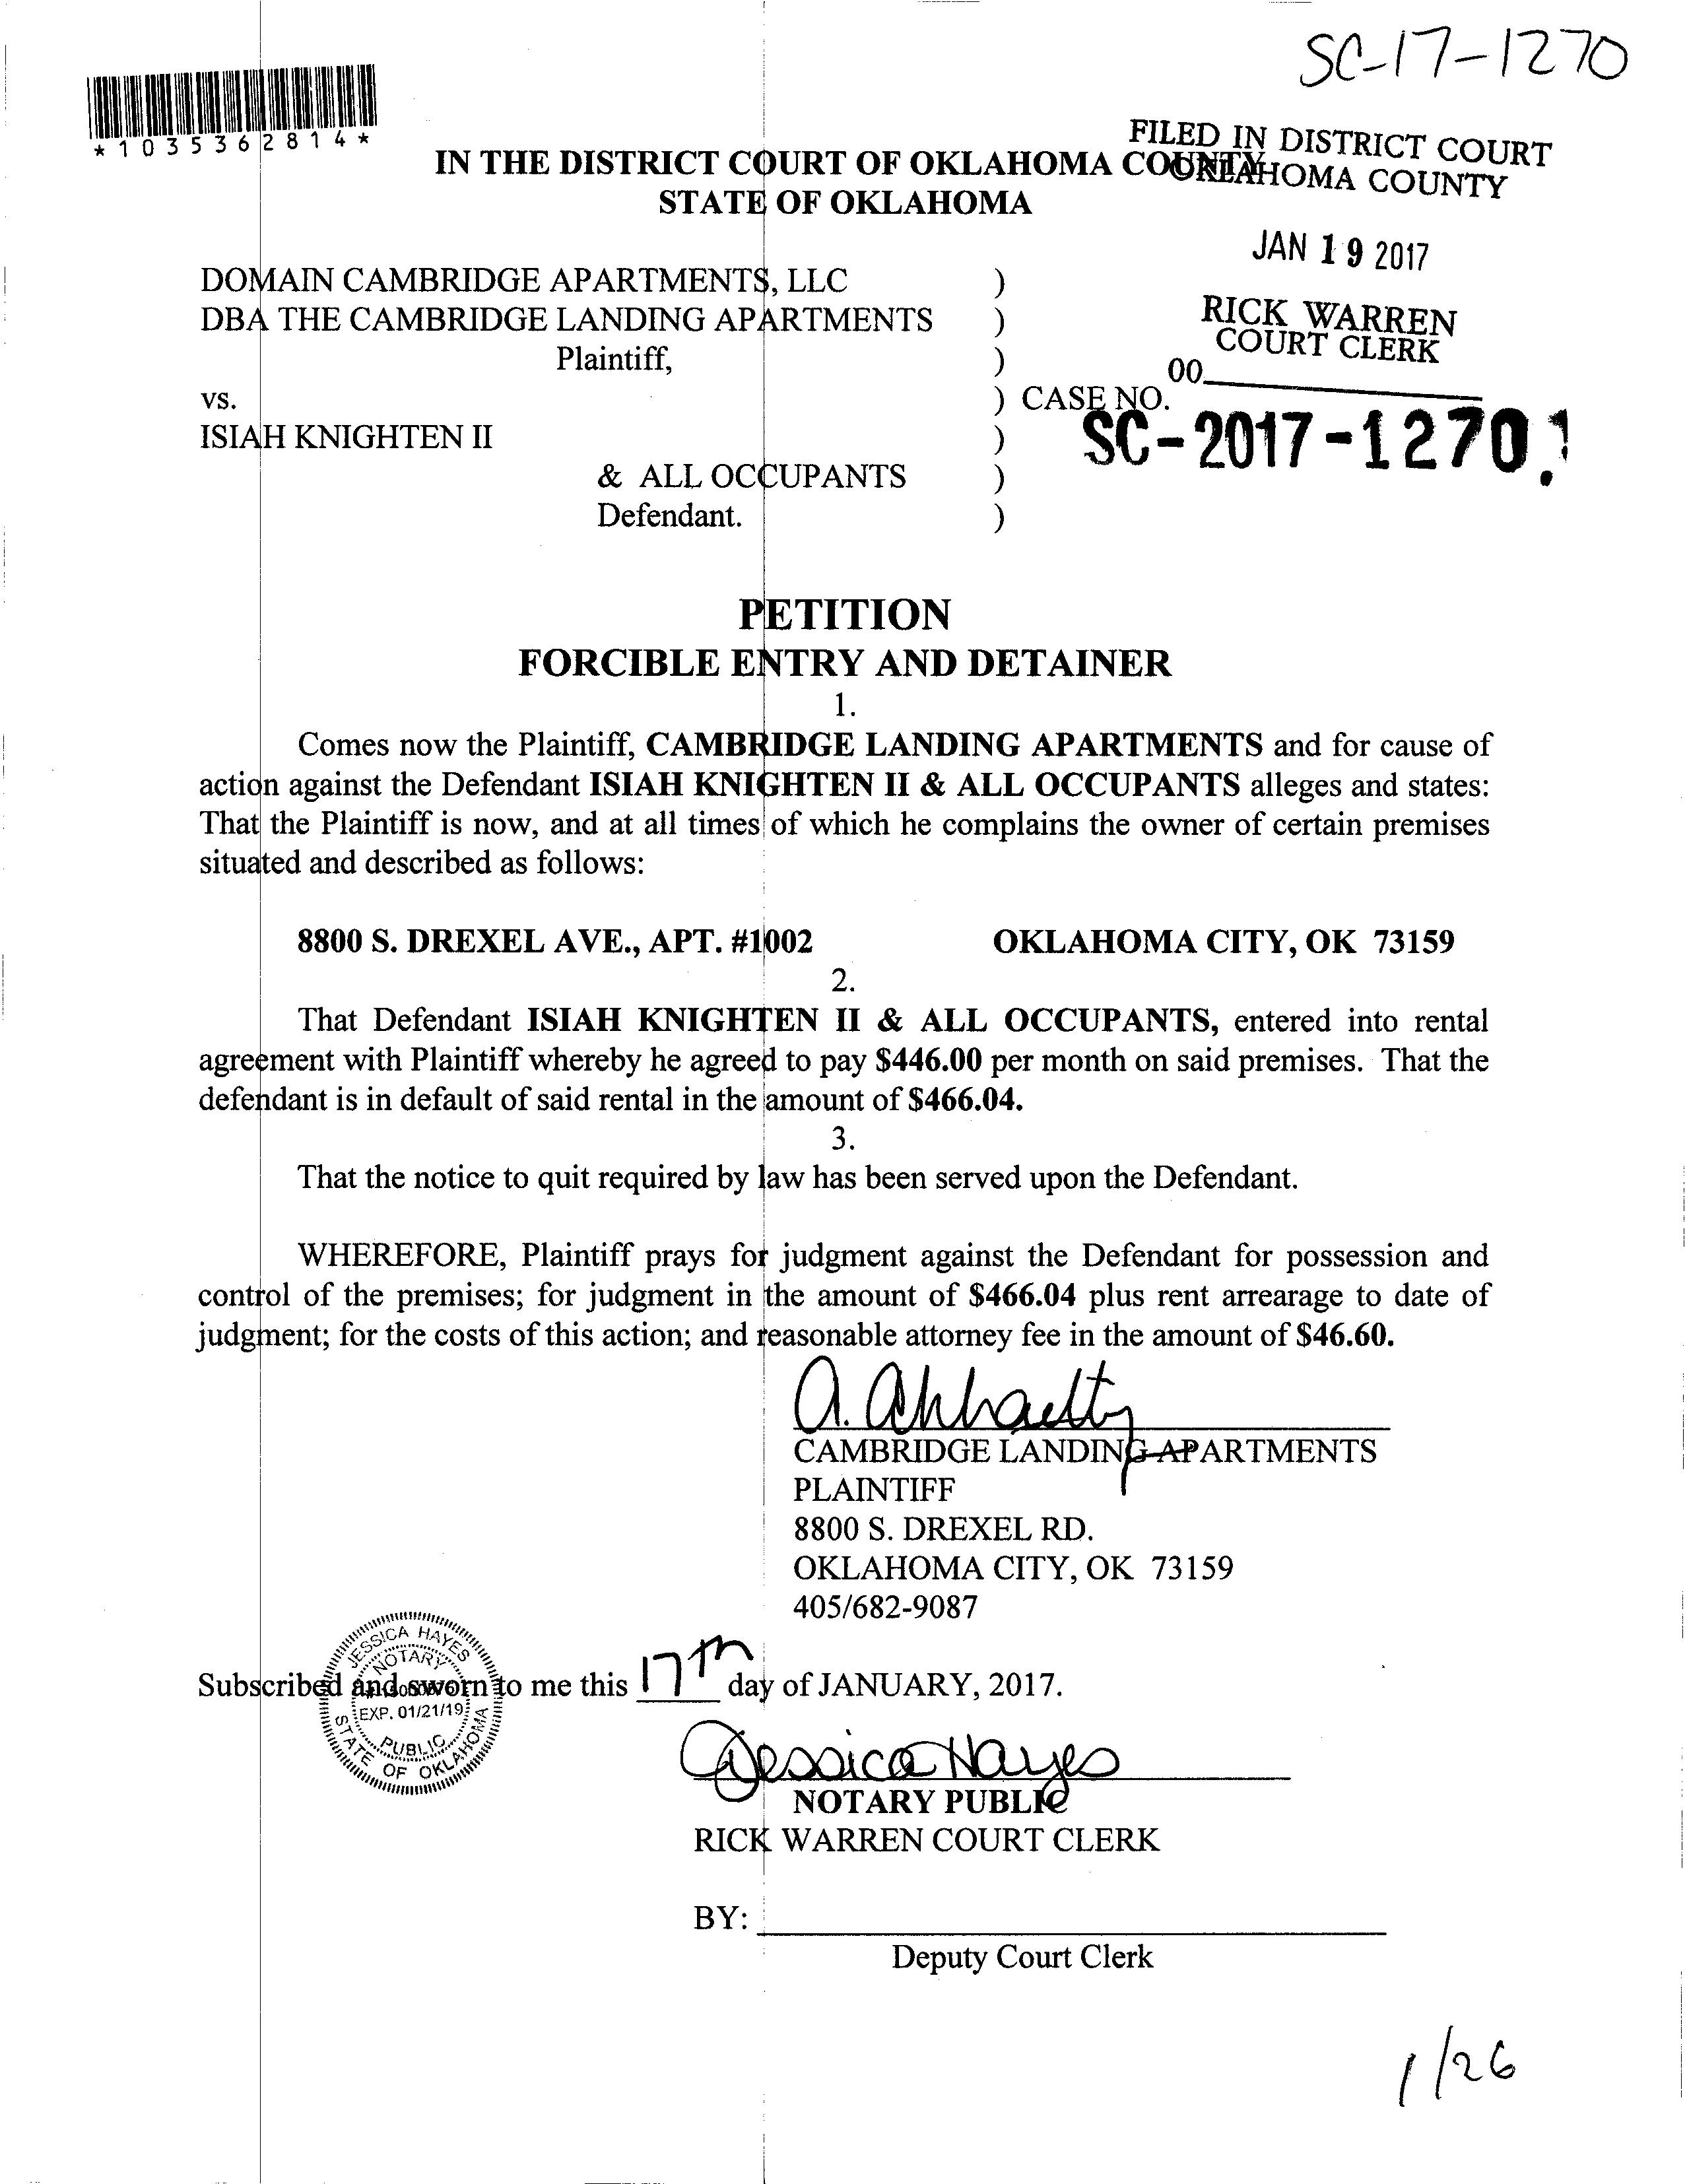 SC-17-1270
*1035362814*
FILED IN DISTRICT COURT
OKLAHOMA COUNTY
IN THE DISTRICT COURT OF OKLAHOMA COUNTY
STATE OF OKLAHOMA
JAN 19 2017
RICK WARREN
COURT CLERK
00
DOMAIN CAMBRIDGE APARTMENTS, LLC )
DBA THE CAMBRIDGE LANDING APARTMENTS )
Plaintiff, )
vs. ) CASE NO.
SC-2017-1270
ISIAH KNIGHTEN II )
& ALL OCCUPANTS )
Defendant. )
PETITION
FORCIBLE ENTRY AND DETAINER
1.
Comes now the Plaintiff, CAMBRIDGE LANDING APARTMENTS and for cause of
action against the Defendant ISIAH KNIGHTEN II & ALL OCCUPANTS alleges and states:
That the Plaintiff is now, and at all times of which he complains the owner of certain premises
situated and described as follows:
8800 S. DREXEL AVE., APT. #1002 OKLAHOMA CITY, OK 73159
2.
That Defendant ISIAH KNIGHTEN II & ALL OCCUPANTS, entered into rental
agreement with Plaintiff whereby he agreed to pay $446.00 per month on said premises. That the
defendant is in default of said rental in the amount of $466.04.
3.
That the notice to quit required by law has been served upon the Defendant.
WHEREFORE, Plaintiff prays for judgment against the Defendant for possession and
control of the premises; for judgment in the amount of $466.04 plus rent arrearage to date of
judgment; for the costs of this action; and reasonable attorney fee in the amount of $46.60.
CAMBRIDGE LANDING APARTMENTS
PLAINTIFF
8800 S. DREXEL RD.
OKLAHOMA CITY, OK 73159
405/682-9087
JESSICA HAYES
NOTARY
EXP. 01/21/19
PUBLIC
STATE OF OKLAHOMA
Subscribed and sworn to me this 17th day of JANUARY, 2017.
Jessica Hayes
NOTARY PUBLIC
RICK WARREN COURT CLERK
BY:
Deputy Court Clerk
1/26